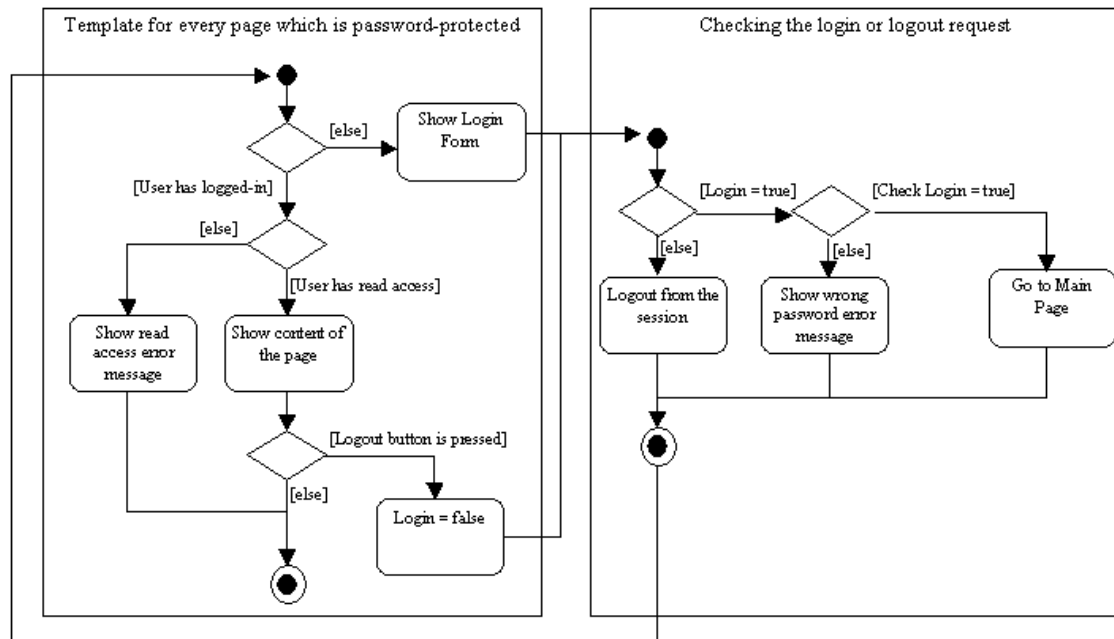 Template for every page which is password-protected
Checking the login or logout request
[else]
Show Login
Form
[User has logged-in]
[Login = true]
[Check Login = true]
[else]
[else]
[else]
[User has read access]
Logout from the
session
Show wrong
password error
message
Go to Main
Page
Show read
access error
message
Show content of
the page
[Logout button is pressed]
[else]
Login = false